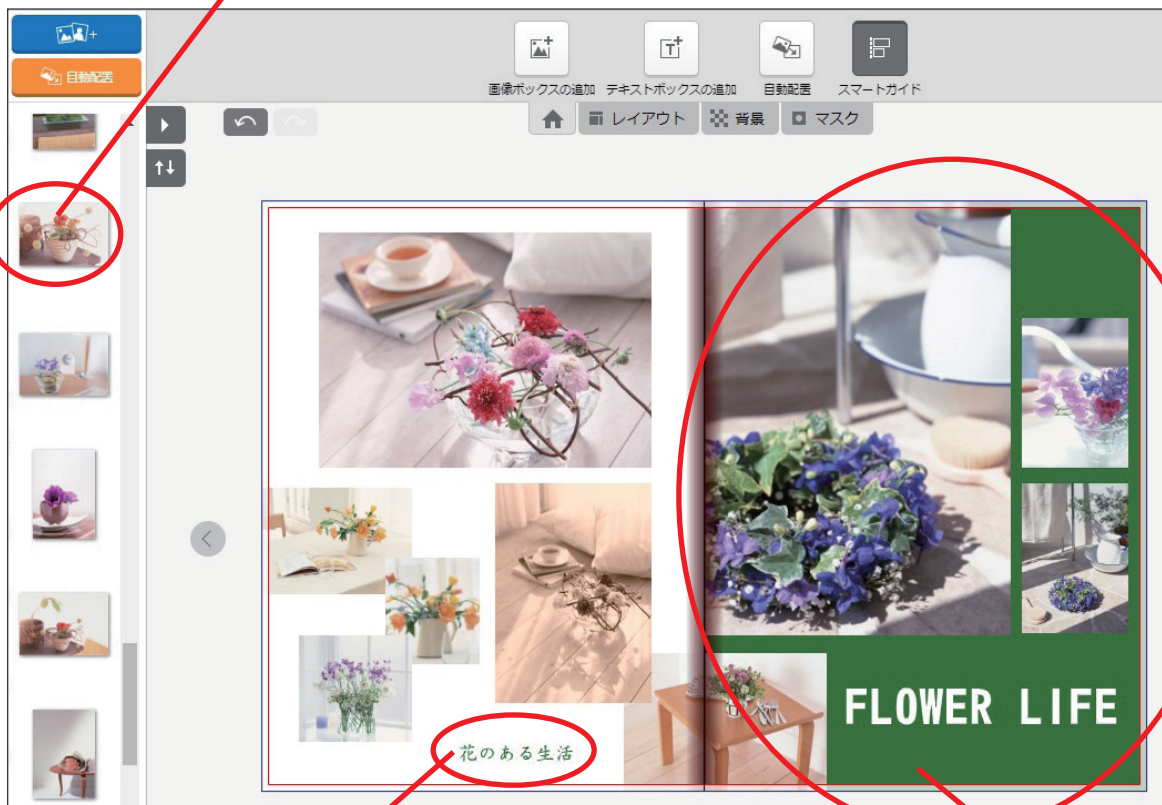 +
自動配置
画像ボックスの追加
テキストボックスの追加
自動配置
スマートガイド
レイアウト
背景
マスク
花のある生活
FLOWER LIFE